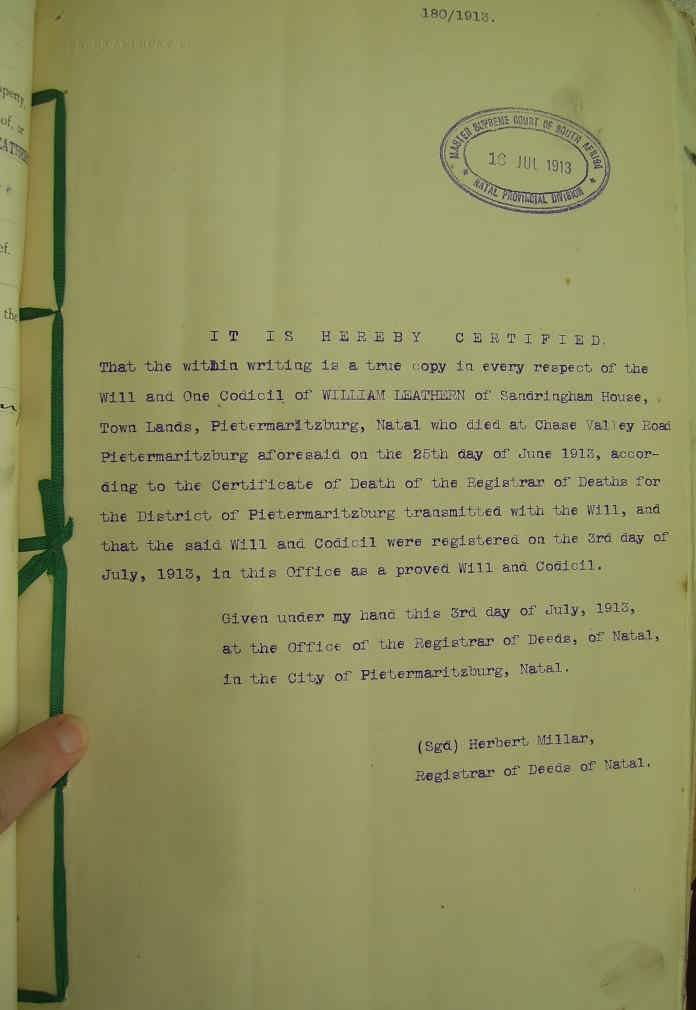 180/1913.
MASTER SUPREME COURT OF SOUTH AFRICA
16 JUL 1913
NATAL PROVINCIAL DIVISION
IT IS HEREBY CERTIFIED.
That the within writing is a true copy in every respect of the
Will and One Codicil of WILLIAM LEATHERN of Sandringham House,
Town Lands, Pietermaritzburg, Natal who died at Chase Valley Road
Pietermaritzburg aforesaid on the 25th day of June 1913, accor-
ding to the Certificate of Death of the Registrar of Deaths for
the District of Pietermaritzburg transmitted with the Will, and
that the said Will and Codicil were registered on the 3rd day of
July, 1913, in this Office as a proved Will and Codicil.
Given under my hand this 3rd day of July, 1913,
at the Office of the Registrar of Deeds, of Natal,
in the City of Pietermaritzburg, Natal.
(Sgd) Herbert Millar,
Registrar of Deeds of Natal.